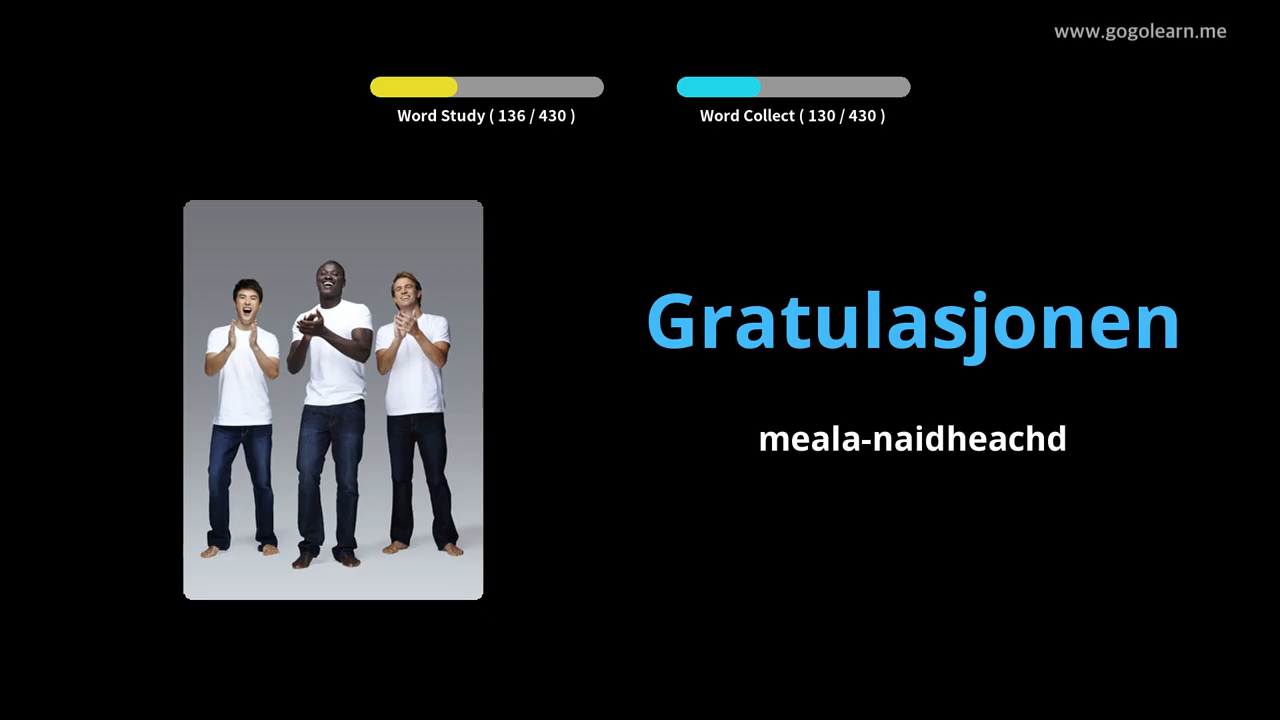 www.gogolearn.me
Word Study ( 136 / 430 )
Word Collect ( 130 / 430 )
Gratulasjonen
meala-naidheachd